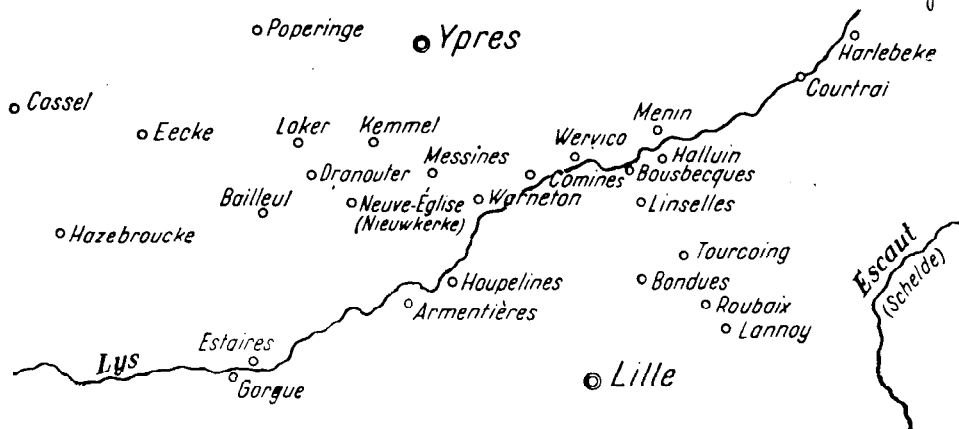 Poperinge
Ypres
Harlebeke
Courtrai
Cassel
Eecke
Loker
Kemmel
Menin
Wervico
Halluin
Messines
Dranouter
Comines
Bousbecques
Bailleul
Neuve-Église
(Nieuwkerke)
Warneton
Linselles
Hazebroucke
Tourcoing
Escaut
(Schelde)
Houpelines
Bondues
Armentières
Roubaix
Lannoy
Estaires
Lys
Gorgue
Lille